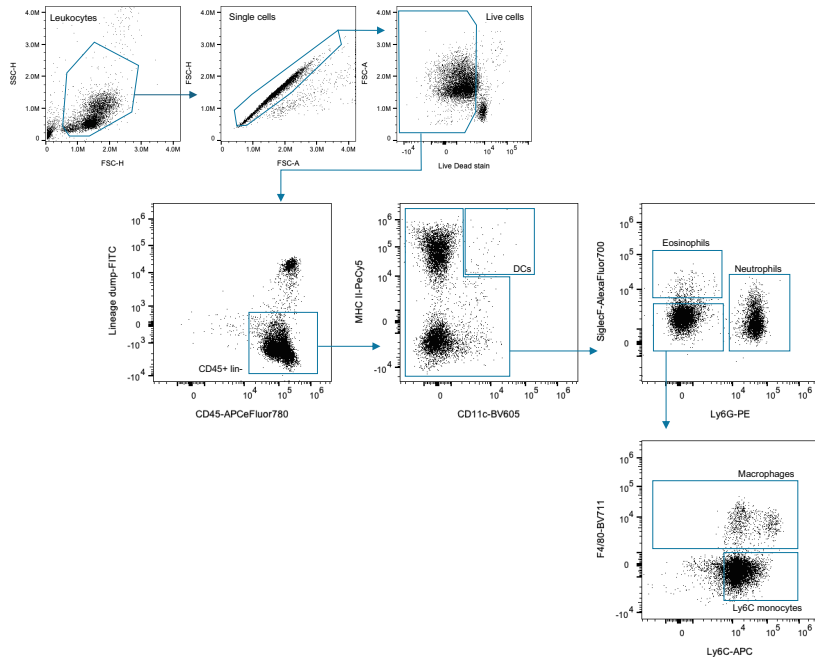 Leukocytes
4.0M
3.0M
2.0M
1.0M
0
SSC-H
0
1.0M
2.0M
3.0M
4.0M
FSC-H
Single cells
4.0M
3.0M
2.0M
1.0M
0
FSC-H
0
1.0M
2.0M
3.0M
4.0M
FSC-A
Live cells
4.0M
3.0M
2.0M
1.0M
0
FSC-A
-10⁴
0
10⁴
10⁵
Live Dead stain
10⁶
10⁵
10⁴
10³
0
-10³
-10⁴
Lineage dump-FITC
CD45+ lin-
0
10⁴
10⁵
10⁶
CD45-APCeFluor780
10⁶
10⁵
10⁴
0
-10⁴
MHC II-PeCy5
DCs
0
10⁴
10⁵
10⁶
CD11c-BV605
10⁶
10⁵
10⁴
0
SiglecF-AlexaFluor700
Eosinophils
Neutrophils
0
10⁴
10⁵
10⁶
Ly6G-PE
10⁶
10⁵
10⁴
0
-10⁴
F4/80-BV711
Macrophages
Ly6C monocytes
0
10⁴
10⁵
10⁶
Ly6C-APC